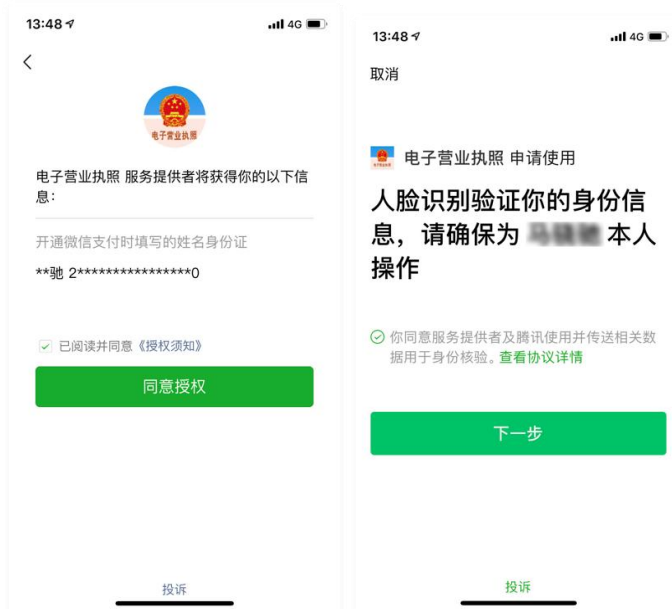 13:48
4G
电子营业执照
电子营业执照 服务提供者将获得你的以下信
息：
开通微信支付时填写的姓名身份证
**驰 2****************0
已阅读并同意《授权须知》
同意授权
投诉
13:48
4G
取消
电子营业执照 申请使用
人脸识别验证你的身份信
息，请确保为 本人
操作
你同意服务提供者及腾讯使用并传送相关数
据用于身份核验。查看协议详情
下一步
投诉